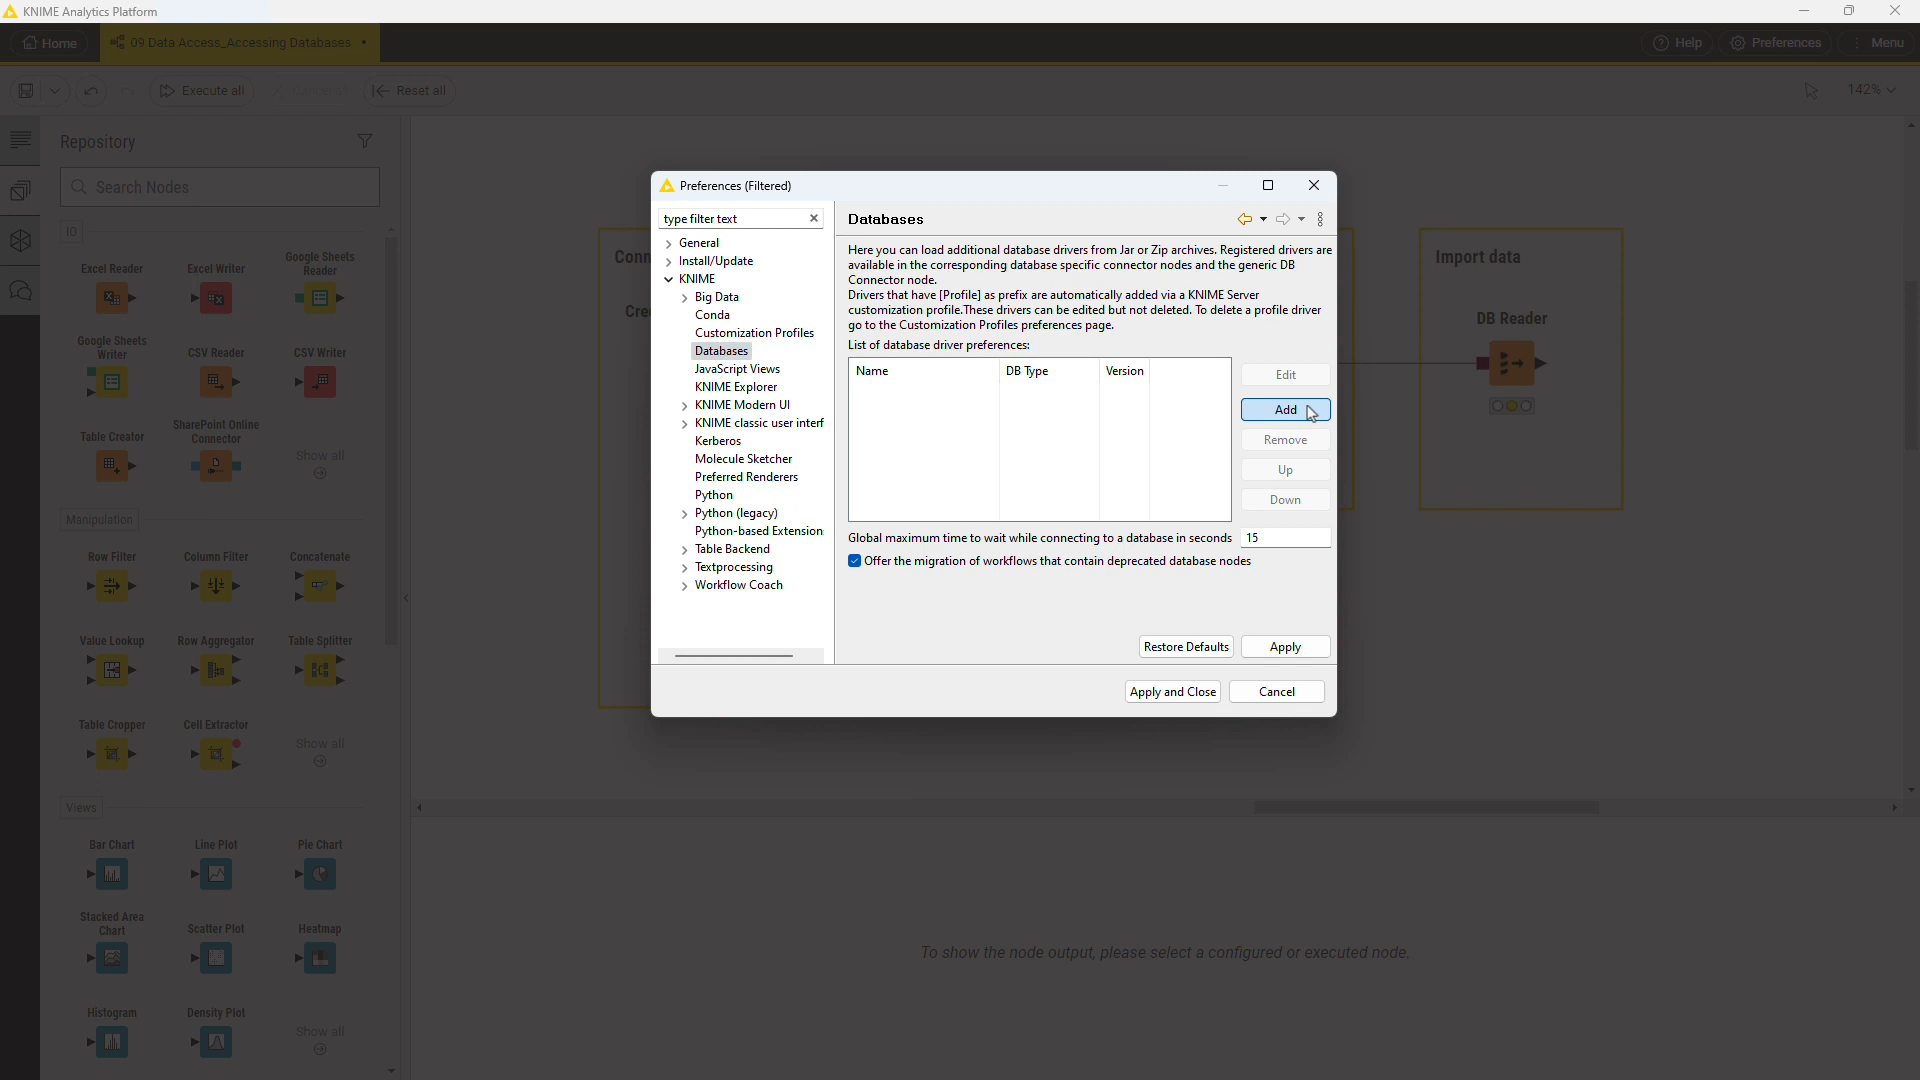 KNIME Analytics Platform
Home
09 Data Access_Accessing Databases
Help
Preferences
Menu
Execute all
Reset all
142%
Repository
Search Nodes
IO
Excel Reader
Excel Writer
Google Sheets
Reader
Google Sheets
Writer
CSV Reader
CSV Writer
Table Creator
SharePoint Online
Connector
Show all
Manipulation
Row Filter
Column Filter
Concatenate
Value Lookup
Row Aggregator
Table Splitter
Table Cropper
Cell Extractor
Show all
Views
Bar Chart
Line Plot
Pie Chart
Stacked Area
Chart
Scatter Plot
Heatmap
Histogram
Density Plot
Show all
Conn
Cre
Import data
DB Reader
To show the node output, please select a configured or executed node.
Preferences (Filtered)
type filter text
General
Install/Update
KNIME
Big Data
Conda
Customization Profiles
Databases
JavaScript Views
KNIME Explorer
KNIME Modern UI
KNIME classic user interf
Kerberos
Molecule Sketcher
Preferred Renderers
Python
Python (legacy)
Python-based Extension
Table Backend
Textprocessing
Workflow Coach
Databases
Here you can load additional database drivers from Jar or Zip archives. Registered drivers are
available in the corresponding database specific connector nodes and the generic DB
Connector node.
Drivers that have [Profile] as prefix are automatically added via a KNIME Server
customization profile.These drivers can be edited but not deleted. To delete a profile driver
go to the Customization Profiles preferences page.
List of database driver preferences:
Name
DB Type
Version
Edit
Add
Remove
Up
Down
Global maximum time to wait while connecting to a database in seconds
15
Offer the migration of workflows that contain deprecated database nodes
Restore Defaults
Apply
Apply and Close
Cancel